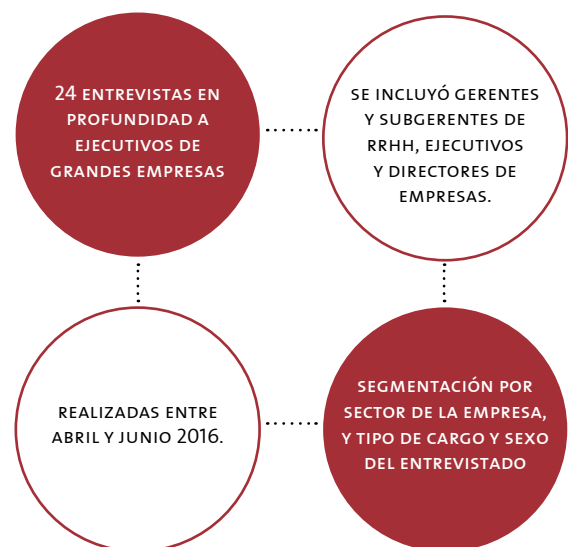 24 ENTREVISTAS EN
PROFUNDIDAD A
EJECUTIVOS DE
GRANDES EMPRESAS
SE INCLUYÓ GERENTES
Y SUBGERENTES DE
RRHH, EJECUTIVOS
Y DIRECTORES DE
EMPRESAS.
REALIZADAS ENTRE
ABRIL Y JUNIO 2016.
SEGMENTACIÓN POR
SECTOR DE LA EMPRESA,
Y TIPO DE CARGO Y SEXO
DEL ENTREVISTADO